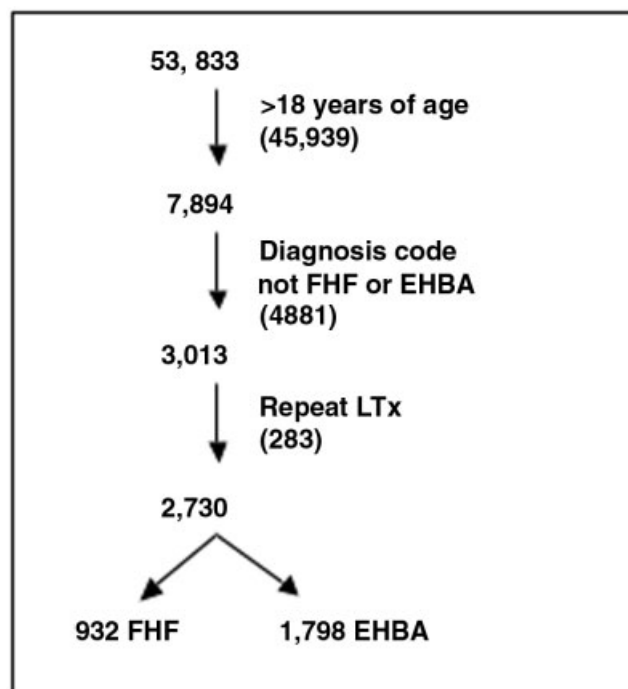 53, 833
>18 years of age
(45,939)
7,894
Diagnosis code
not FHF or EHBA
(4881)
3,013
Repeat LTx
(283)
2,730
932 FHF
1,798 EHBA